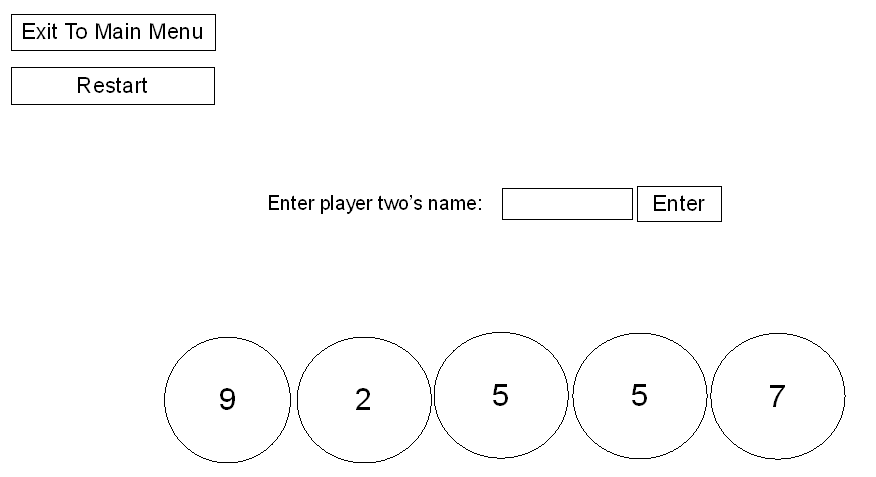 Exit To Main Menu
Restart
Enter player two’s name:
Enter
9 2 5 5 7